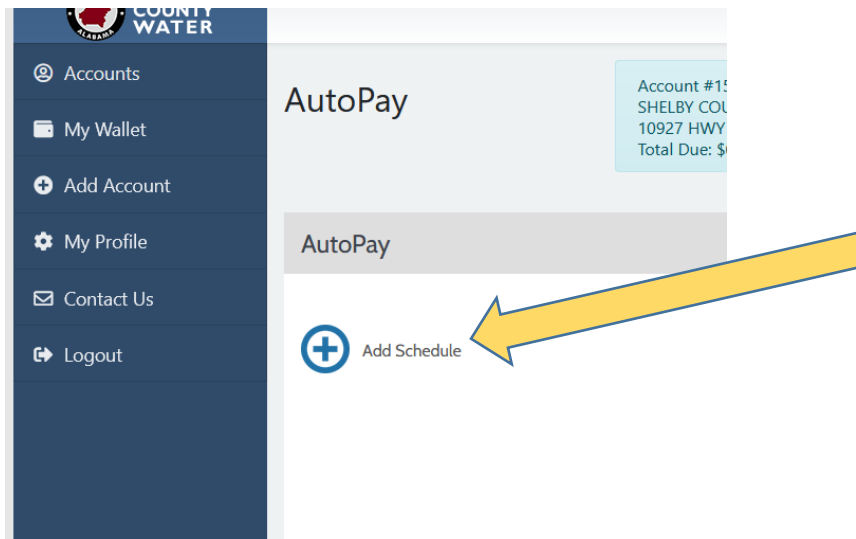 COUNTY
WATER
ALABAMA
Accounts
My Wallet
Add Account
My Profile
Contact Us
Logout
AutoPay
Account #15
SHELBY COU
10927 HWY
Total Due: $
AutoPay
Add Schedule